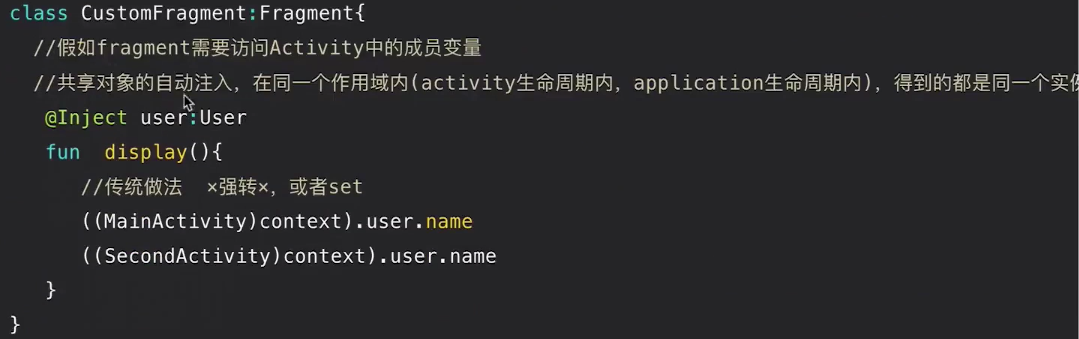 class CustomFragment:Fragment{
//假如fragment需要访问Activity中的成员变量
//共享对象的自动注入，在同一个作用域内(activity生命周期内，application生命周期内)，得到的都是同一个实例
@Inject user:User
fun display(){
//传统做法 ×强转×，或者set
((MainActivity)context).user.name
((SecondActivity)context).user.name
}
}